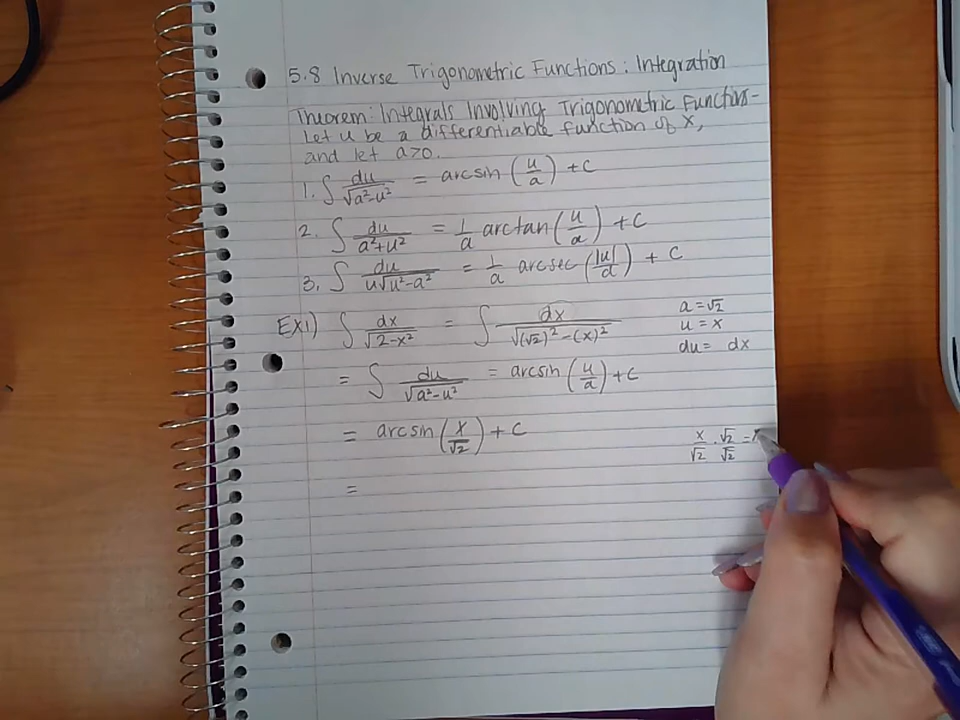 5.8 Inverse Trigonometric Functions: Integration
Theorem: Integrals Involving Trigonometric Functions-
Let u be a differentiable function of x,
and let a>0.
1. ∫ du/√(a²-u²) = arcsin (u/a) + C
2. ∫ du/(a²+u²) = 1/a arctan (u/a) + C
3. ∫ du/(u√(u²-a²)) = 1/a arcsec (|u|/a) + C
EX1) ∫ dx/√(2-x²) = ∫ dx/√((√2)²-(x)²)
a = √2
u = x
du = dx
= ∫ du/√(a²-u²) = arcsin (u/a) + C
= arcsin (x/√2) + C
x/√2 · √2/√2 =
=